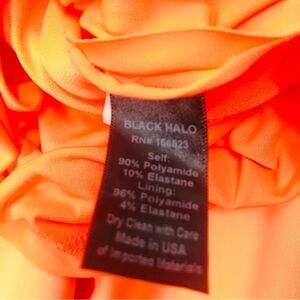 BLACK HALO
RN# 156523
Self:
90% Polyamide
10% Elastane
Lining:
96% Polyamide
4% Elastane
Dry Clean with Care
Made in USA
of Imported Materials